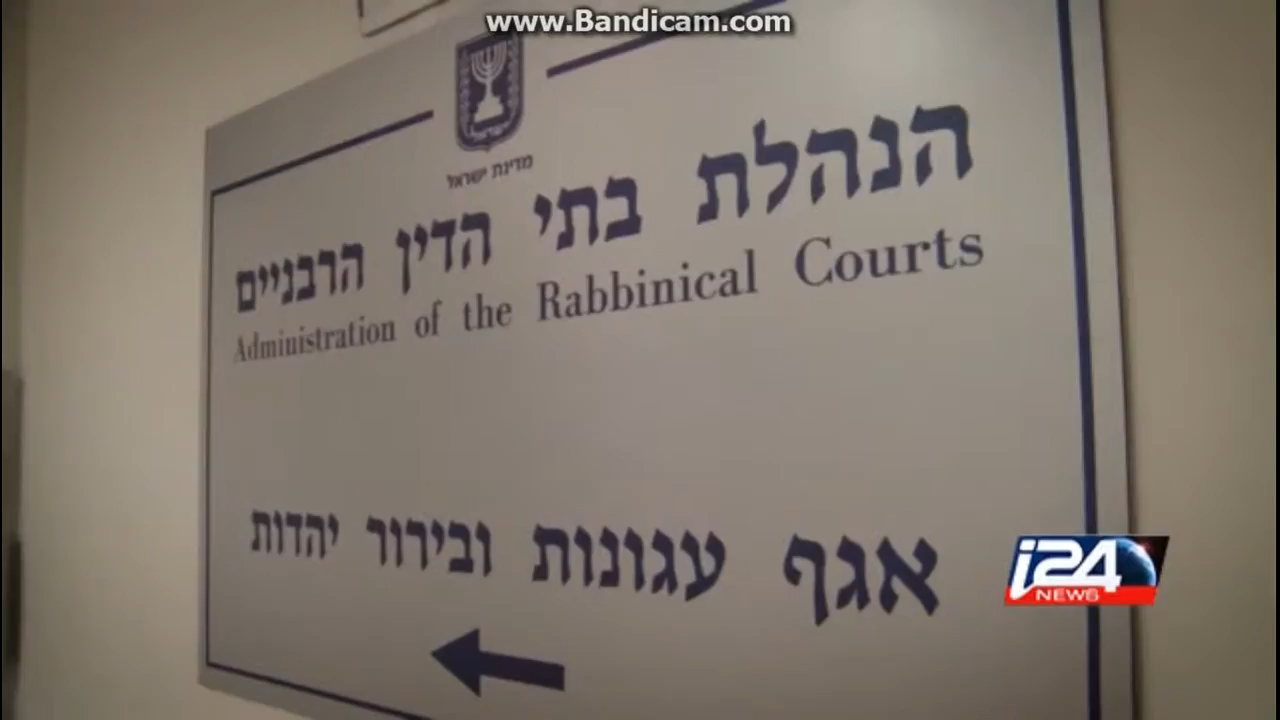 www.Bandicam.com
מדינת ישראל
הנהלת בתי הדין הרבניים
Administration of the Rabbinical Courts
אגף עגונות ובירור יהדות
i24
NEWS